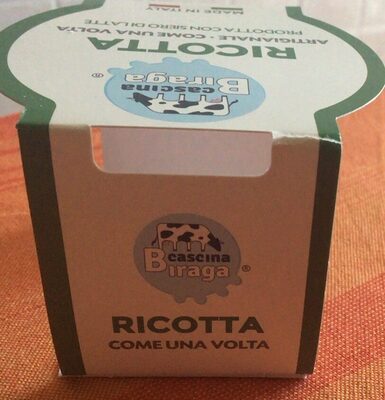 MADE IN ITALY
PRODOTTA CON SIERO DI LATTE
ARTIGIANALE - COME UNA VOLTA
RICOTTA
cascina
Biraga ®
cascina
Biraga ®
RICOTTA
COME UNA VOLTA